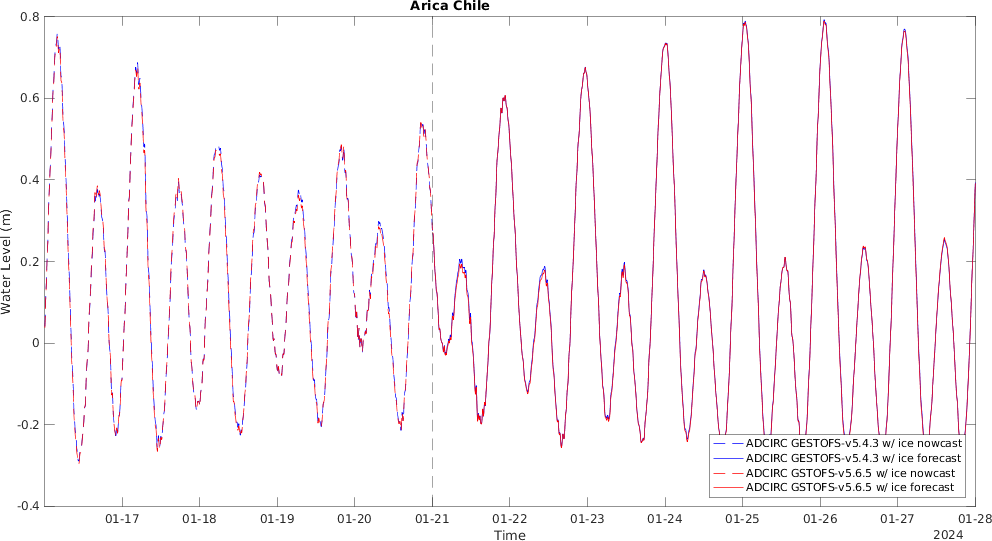 Arica Chile
Water Level (m)
0.8
0.6
0.4
0.2
0
-0.2
-0.4
ADCIRC GESTOFS-v5.4.3 w/ ice nowcast
ADCIRC GESTOFS-v5.4.3 w/ ice forecast
ADCIRC GSTOFS-v5.6.5 w/ ice nowcast
ADCIRC GSTOFS-v5.6.5 w/ ice forecast
01-17 01-18 01-19 01-20 01-21 01-22 01-23 01-24 01-25 01-26 01-27 01-28
Time
2024